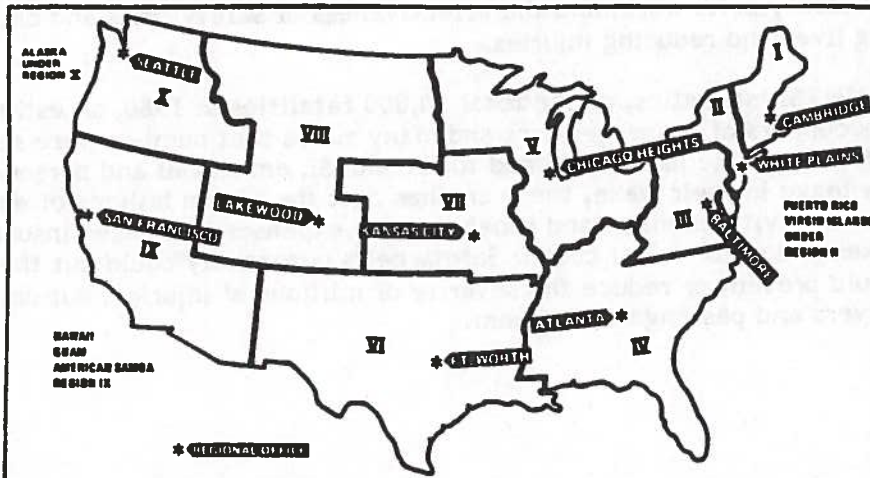 ALASKA
UNDER
REGION X
* SEATTLE
X
VIII
I
II
* CAMBRIDGE
V
* CHICAGO HEIGHTS
* WHITE PLAINS
VII
* SAN FRANCISCO
IX
LAKEWOOD *
KANSAS CITY *
III
* BALTIMORE
PUERTO RICO
VIRGIN ISLANDS
UNDER
REGION II
ATLANTA *
IV
VI
* FT. WORTH
HAWAII
GUAM
AMERICAN SAMOA
REGION IX
* REGIONAL OFFICE